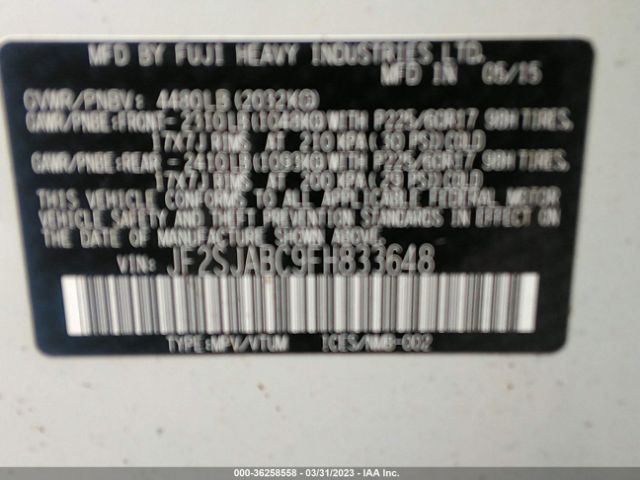 MFD BY FUJI HEAVY INDUSTRIES LTD.
MFD IN 06/15
GVWR/PNBV: 4480LB(2032KG)
GAWR/PNBE:FRONT- 2310LB(1048KG)WITH P225/60R17 98H TIRES,
17X7J RIMS, AT 210 KPA(30 PSI)COLD
GAWR/PNBE:REAR - 2410LB(1093KG)WITH P225/60R17 98H TIRES,
17X7J RIMS, AT 200 KPA(29 PSI)COLD
THIS VEHICLE CONFORMS TO ALL APPLICABLE FEDERAL MOTOR
VEHICLE SAFETY AND THEFT PREVENTION STANDARDS IN EFFECT ON
THE DATE OF MANUFACTURE SHOWN ABOVE.
VIN: JF2SJABC9FH833648
TYPE:MPV/VTUM ICES/NMB-002
000-36258558 - 03/31/2023 - IAA Inc.